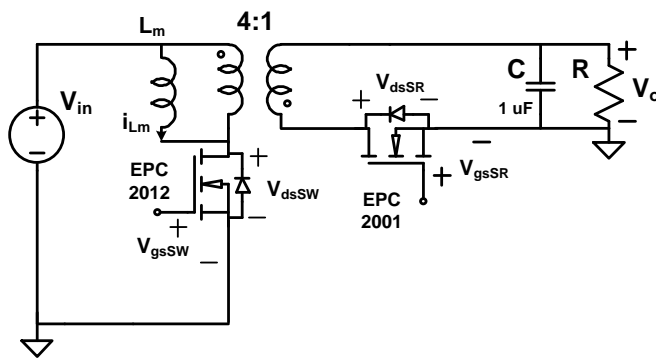 Lm
4:1
Vin
+
−
iLm
EPC
2012
+
VgsSW
−
+
VdsSW
−
VdsSR
+
−
EPC
2001
−
VgsSR
+
C
1 uF
R
+
Vo
−